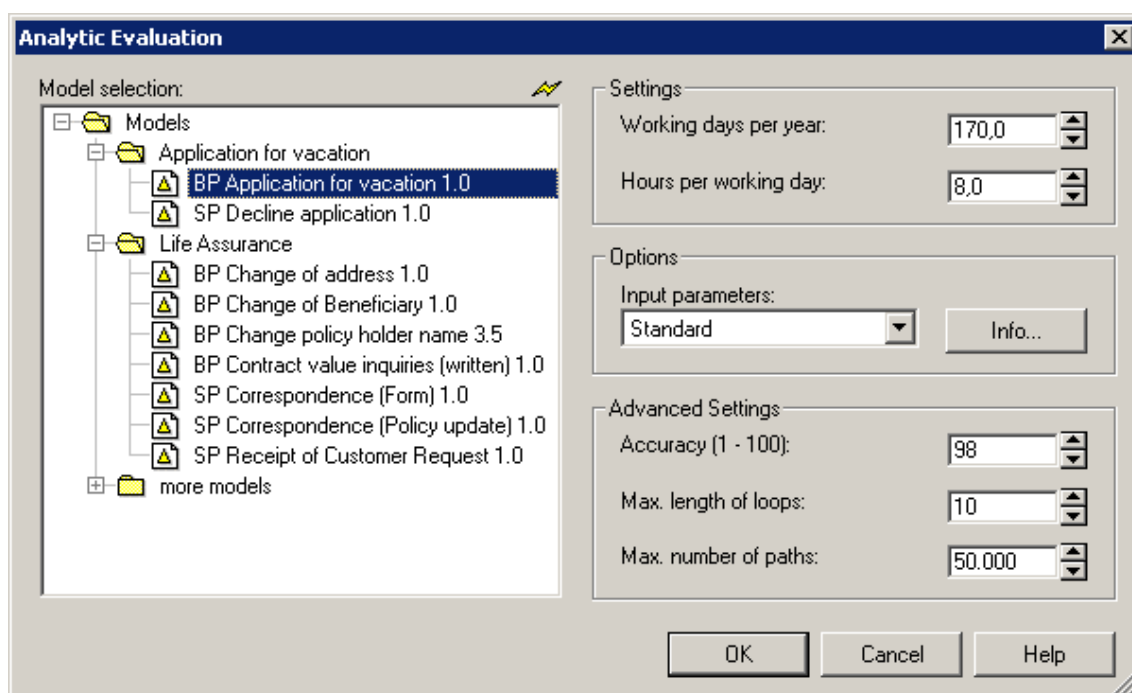 Analytic Evaluation
Model selection:
Models
Application for vacation
BP Application for vacation 1.0
SP Decline application 1.0
Life Assurance
BP Change of address 1.0
BP Change of Beneficiary 1.0
BP Change policy holder name 3.5
BP Contract value inquiries (written) 1.0
SP Correspondence (Form) 1.0
SP Correspondence (Policy update) 1.0
SP Receipt of Customer Request 1.0
more models
Settings
Working days per year: 170,0
Hours per working day: 8,0
Options
Input parameters:
Standard Info...
Advanced Settings
Accuracy (1 - 100): 98
Max. length of loops: 10
Max. number of paths: 50.000
OK Cancel Help